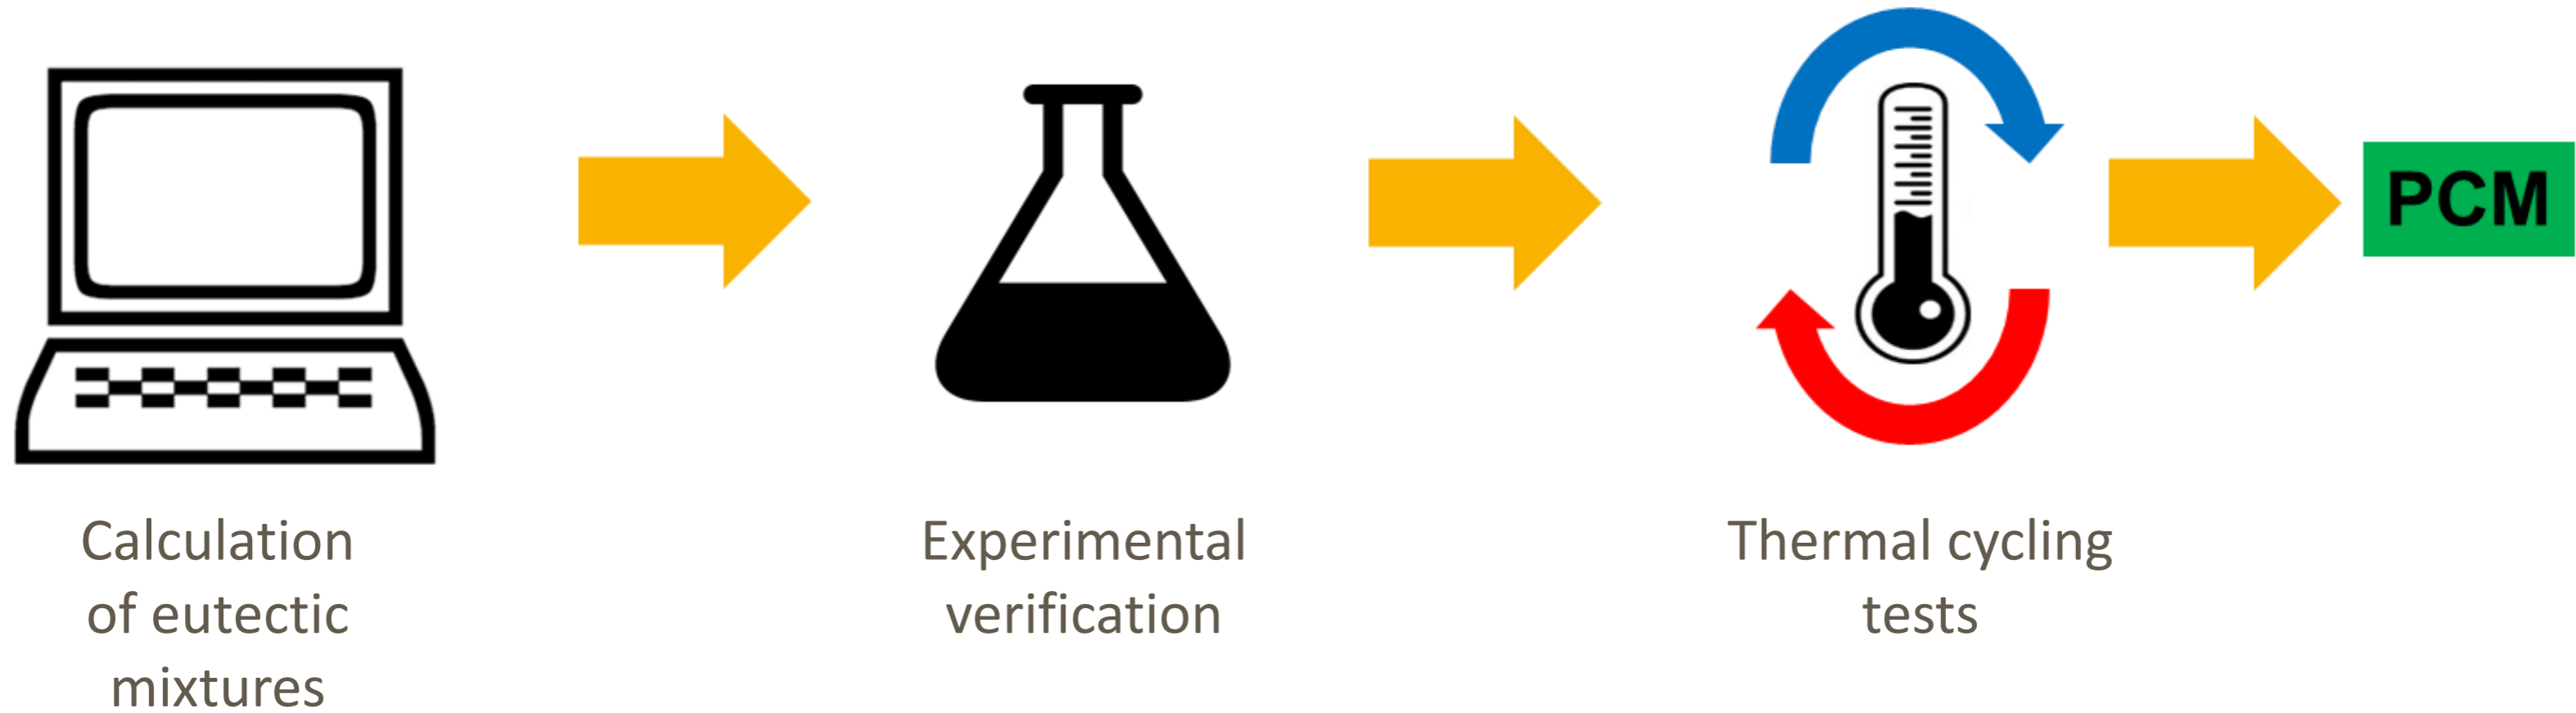 PCM
Calculation
of eutectic
mixtures
Experimental
verification
Thermal cycling
tests